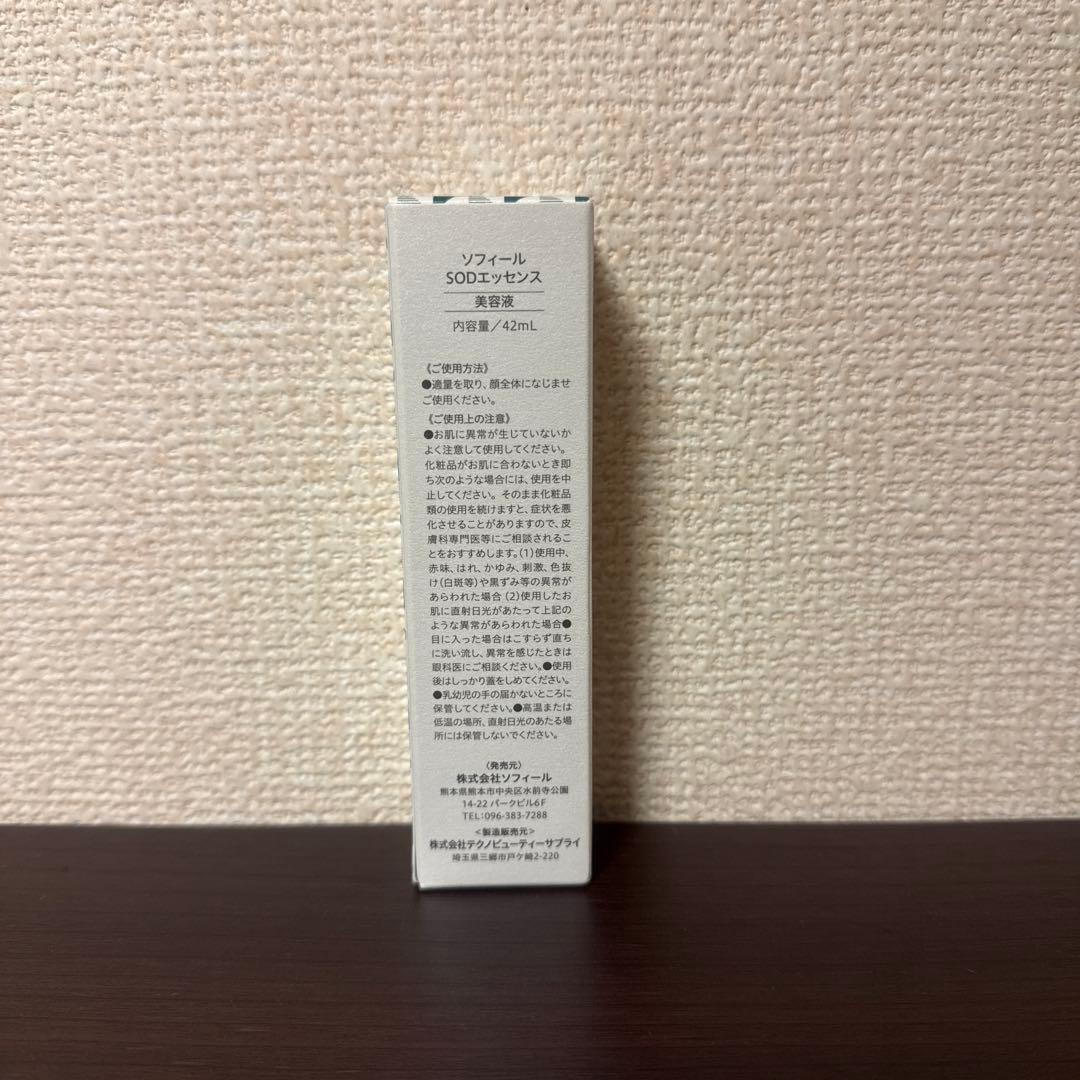 ソフィール
SODエッセンス
美容液
内容量／42mL
《ご使用方法》
●適量を取り、顔全体になじませ
ご使用ください。
《ご使用上の注意》
●お肌に異常が生じていないか
よく注意して使用してください。
化粧品がお肌に合わないとき即
ち次のような場合には、使用を中
止してください。そのまま化粧品
類の使用を続けますと、症状を悪
化させることがありますので、皮
膚科専門医等にご相談されるこ
とをおすすめします。（1）使用中、
赤味、はれ、かゆみ、刺激、色抜
け（白斑等）や黒ずみ等の異常が
あらわれた場合（2）使用したお
肌に直射日光があたって上記の
ような異常があらわれた場合●
目に入った場合はこすらず直ち
に洗い流し、異常を感じたときは
眼科医にご相談ください。●使用
後はしっかり蓋をしめてください。
●乳幼児の手の届かないところに
保管してください。●高温または
低温の場所、直射日光のあたる場
所には保管しないでください。
〈発売元〉
株式会社ソフィール
熊本県熊本市中央区水前寺公園
14-22 パークビル6F
TEL：096-383-7288
＜製造販売元＞
株式会社テクノビューティーサプライ
埼玉県三郷市戸ケ崎2-220